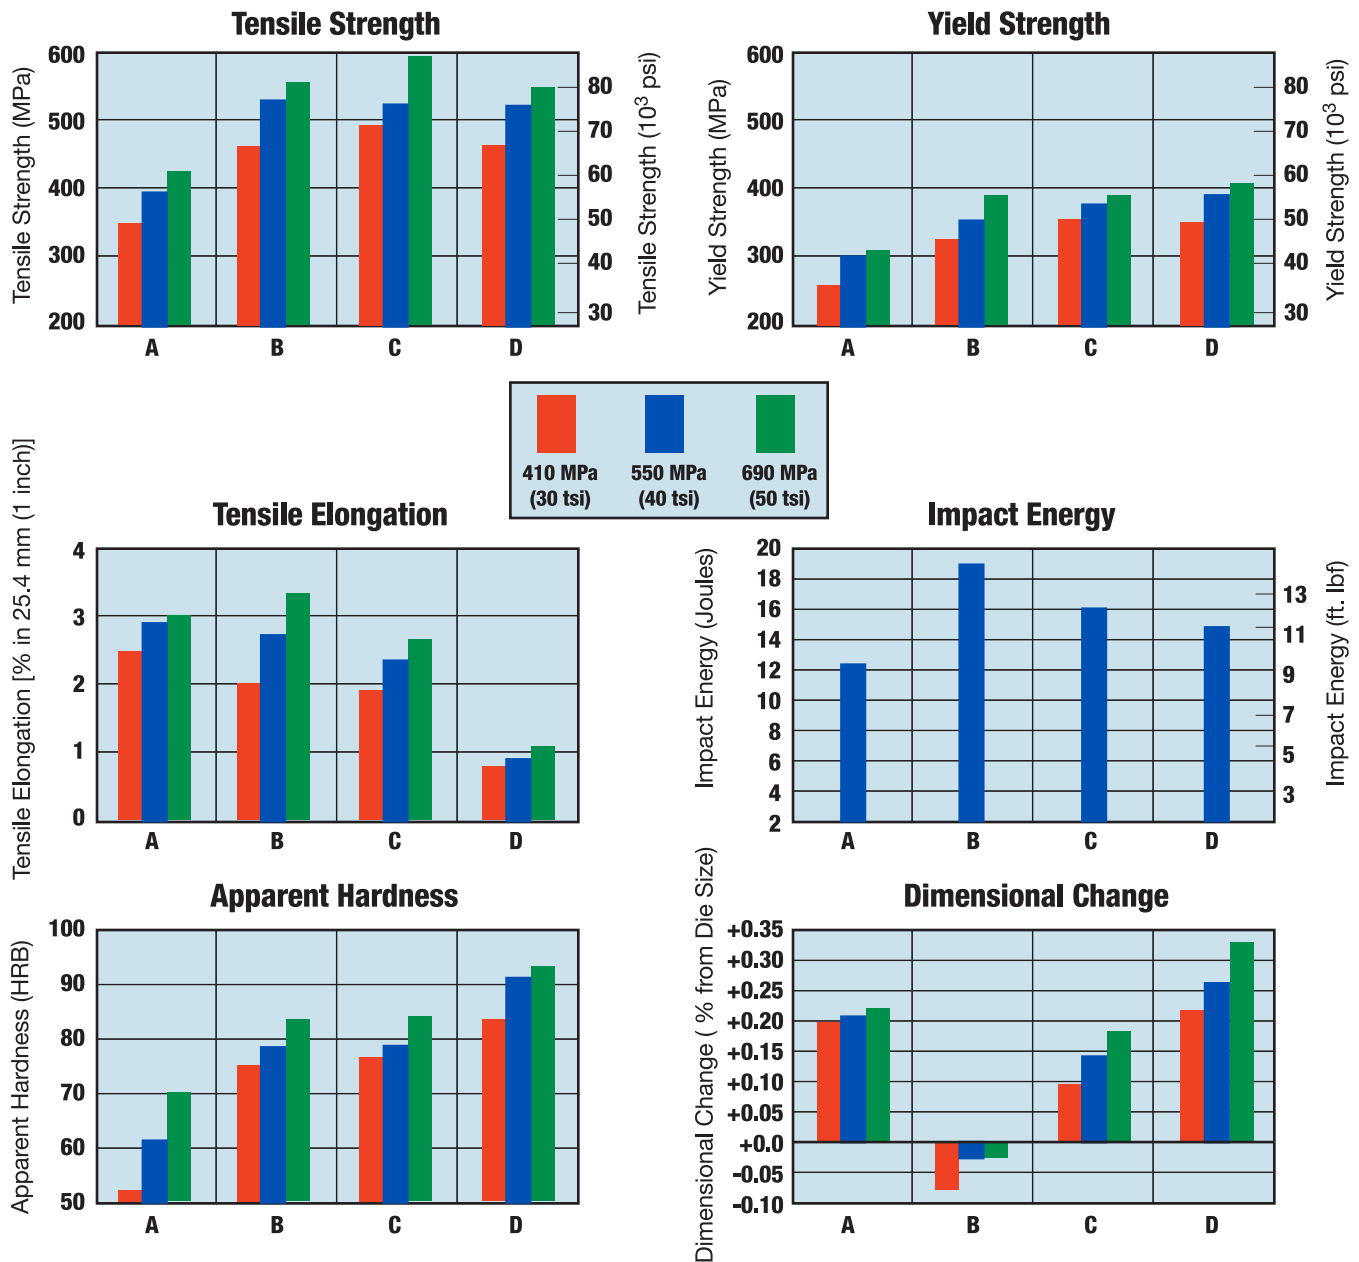 Tensile Strength
Tensile Strength (MPa)
600
500
400
300
200
A B C D
80
70
60
50
40
30
Tensile Strength (10³ psi)
Yield Strength
Yield Strength (MPa)
600
500
400
300
200
A B C D
80
70
60
50
40
30
Yield Strength (10³ psi)
410 MPa
(30 tsi)
550 MPa
(40 tsi)
690 MPa
(50 tsi)
Tensile Elongation
Tensile Elongation [% in 25.4 mm (1 inch)]
4
3
2
1
0
A B C D
Impact Energy
Impact Energy (Joules)
20
18
16
14
12
10
8
6
4
2
A B C D
13
11
9
7
5
3
Impact Energy (ft. lbf)
Apparent Hardness
Apparent Hardness (HRB)
100
90
80
70
60
50
A B C D
Dimensional Change
Dimensional Change ( % from Die Size)
+0.35
+0.30
+0.25
+0.20
+0.15
+0.10
+0.05
+0.0
-0.05
-0.10
A B C D